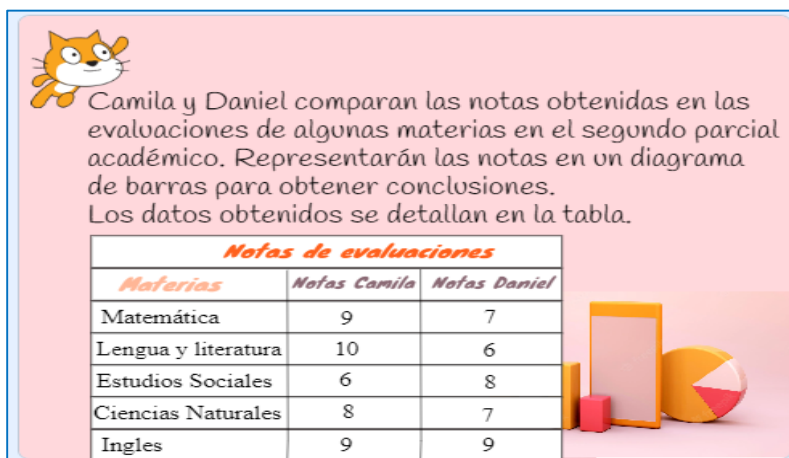 Camila y Daniel comparan las notas obtenidas en las
evaluaciones de algunas materias en el segundo parcial
académico. Representarán las notas en un diagrama
de barras para obtener conclusiones.
Los datos obtenidos se detallan en la tabla.
Notas de evaluaciones
Materias Notas Camila Notas Daniel
Matemática 9 7
Lengua y literatura 10 6
Estudios Sociales 6 8
Ciencias Naturales 8 7
Ingles 9 9